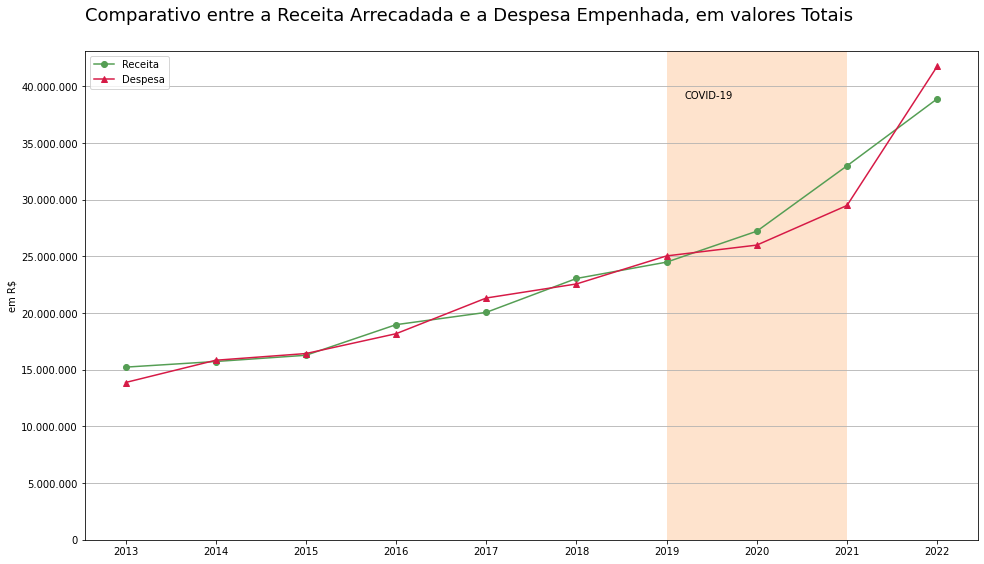 Comparativo entre a Receita Arrecadada e a Despesa Empenhada, em valores Totais
Receita
Despesa
COVID-19
40.000.000
35.000.000
30.000.000
25.000.000
20.000.000
15.000.000
10.000.000
5.000.000
0
em R$
2013 2014 2015 2016 2017 2018 2019 2020 2021 2022